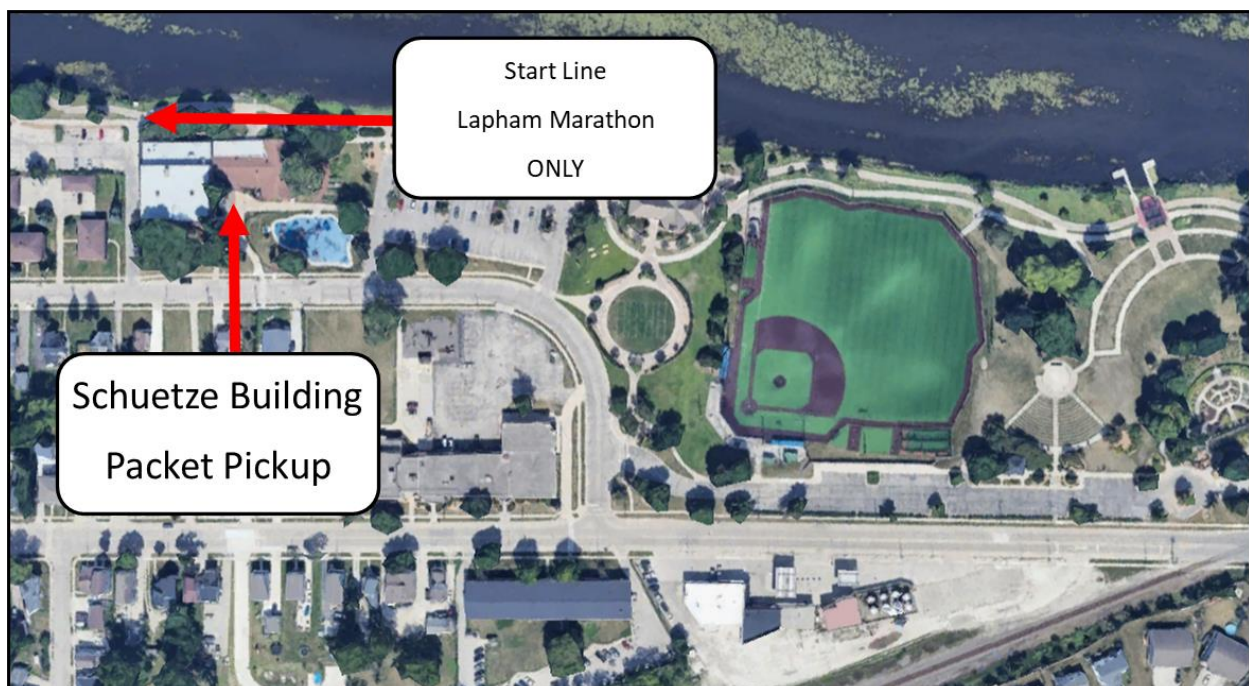 Start Line
Lapham Marathon
ONLY
Schuetze Building
Packet Pickup